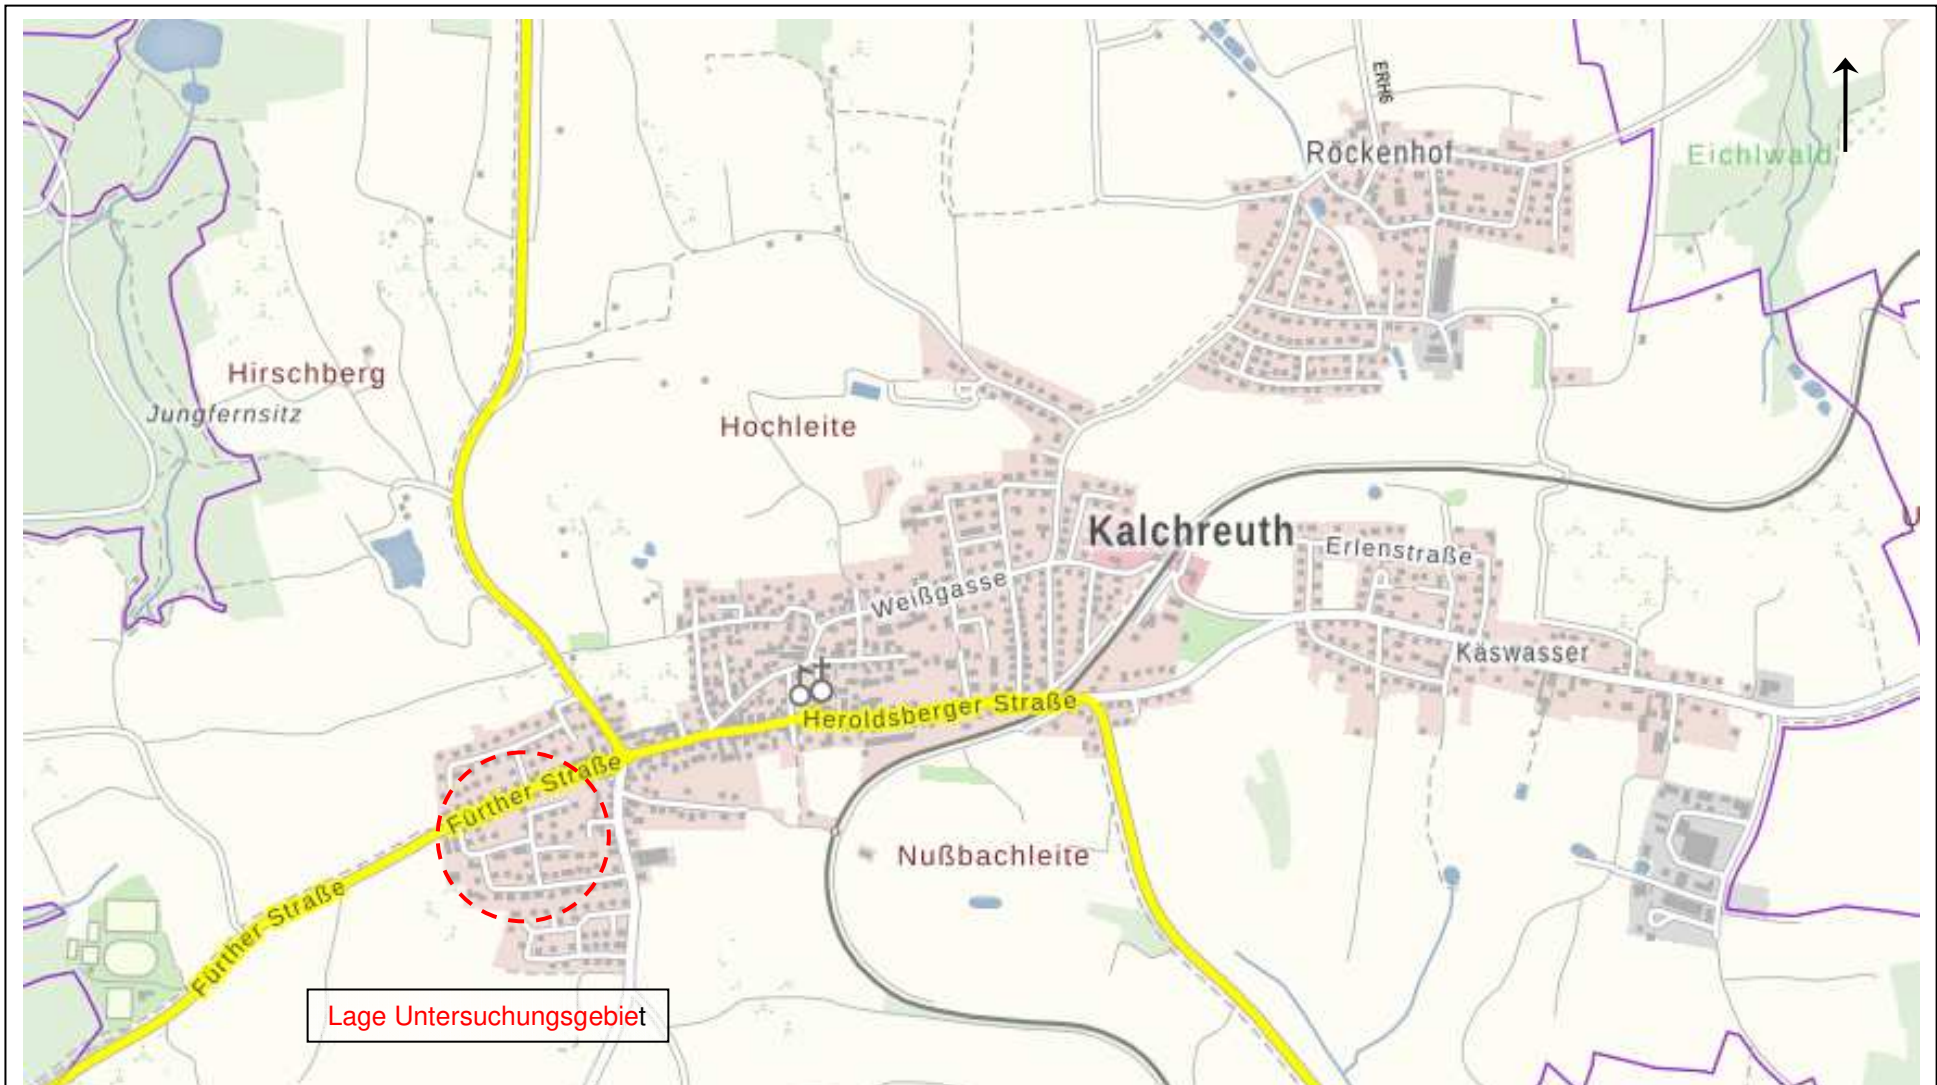 ERH6
Röckenhof
Eichlwald
Hirschberg
Jungfernsitz
Hochleite
Kalchreuth
U
Erlenstraße
Weißgasse
Käswasser
Heroldsberger Straße
Fürther Straße
Nußbachleite
Fürther Straße
Lage Untersuchungsgebiet